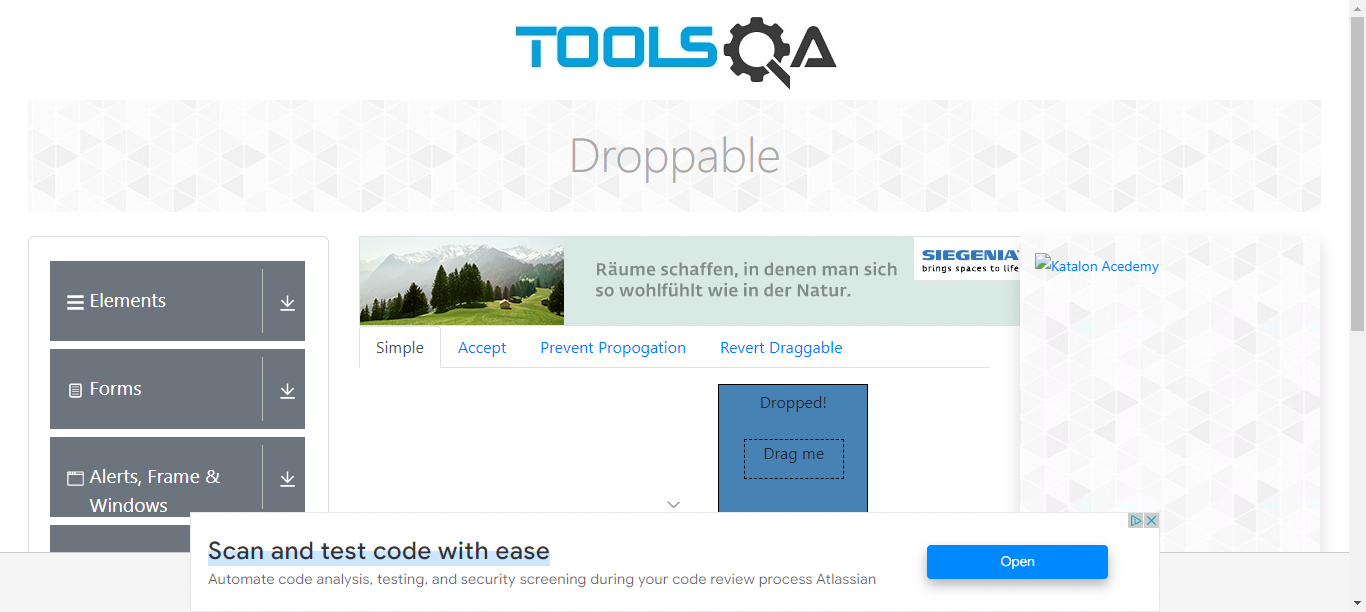 TOOLSQA
Droppable
Elements
Forms
Alerts, Frame &
Windows
Räume schaffen, in denen man sich
so wohlfühlt wie in der Natur.
SIEGENIA
brings spaces to life
Simple
Accept
Prevent Propogation
Revert Draggable
Dropped!
Drag me
Katalon Acedemy
Scan and test code with ease
Automate code analysis, testing, and security screening during your code review process Atlassian
Open